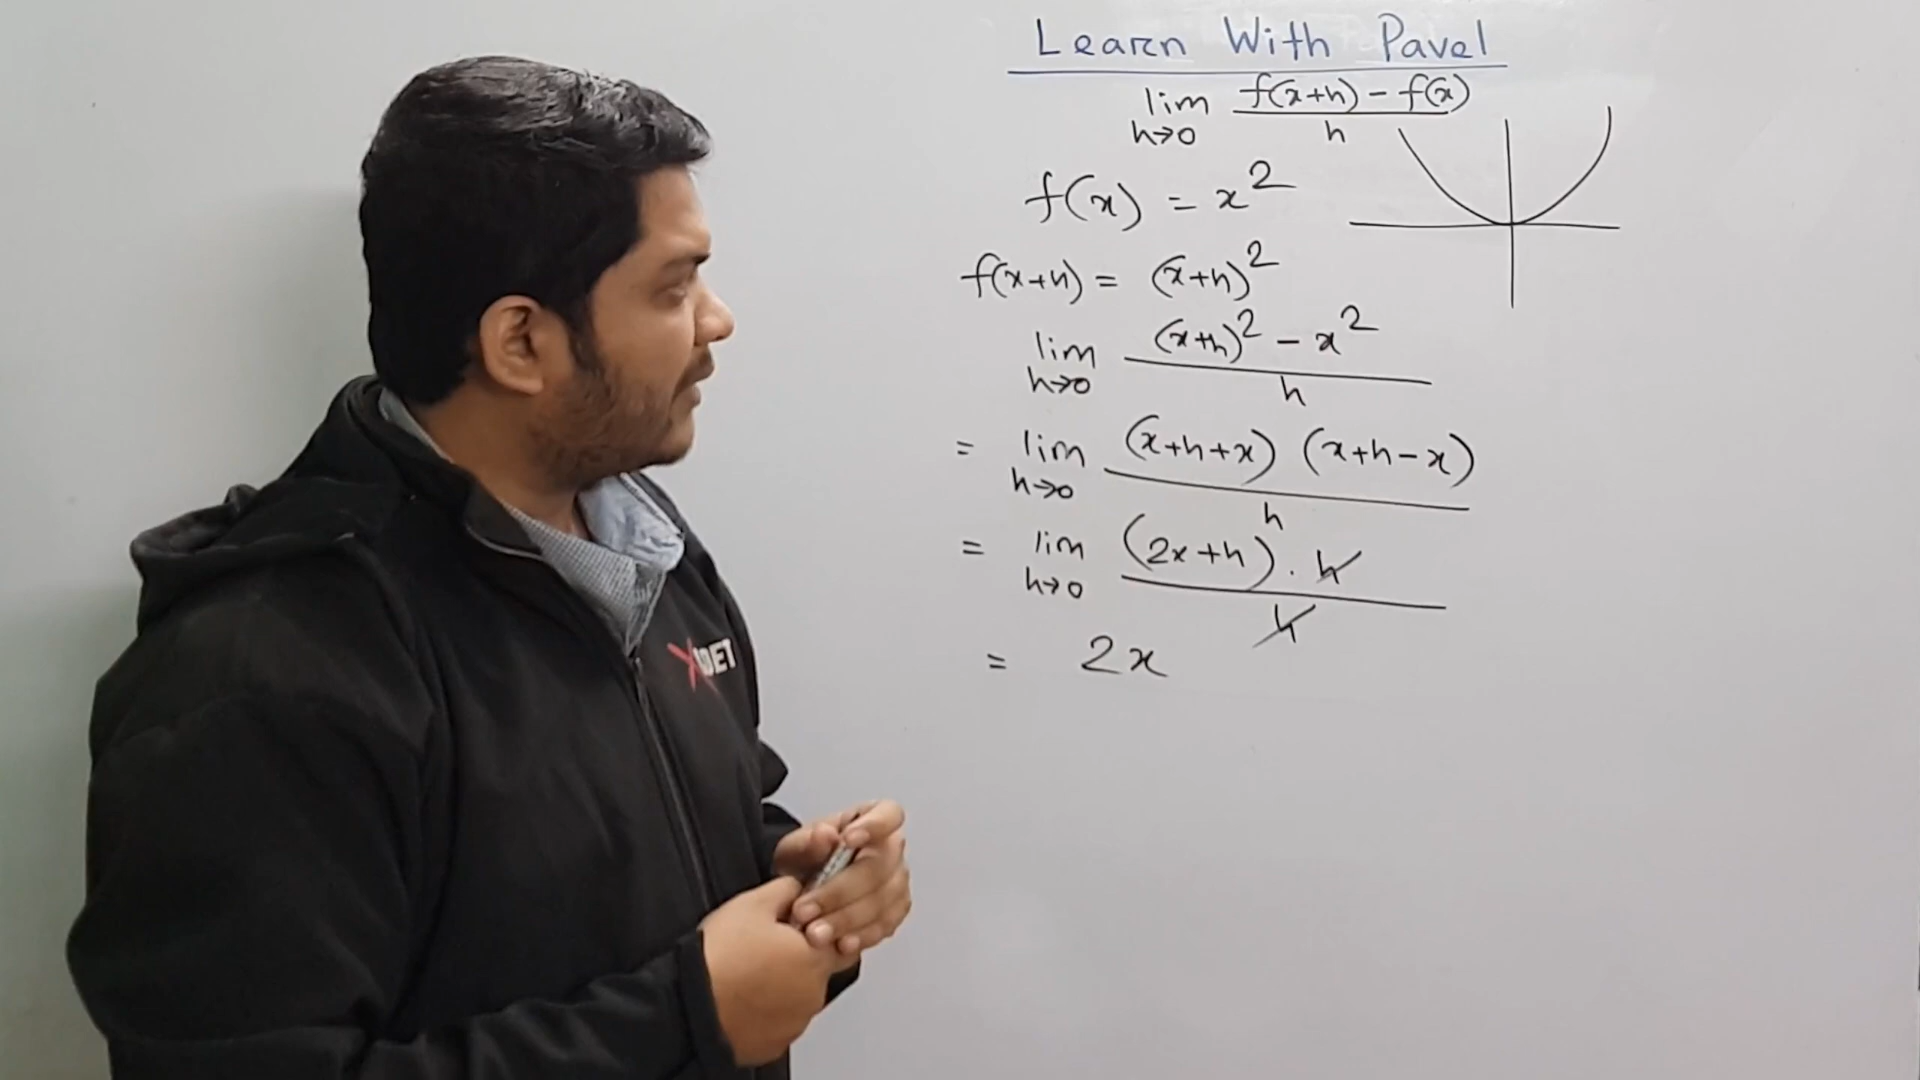 Learn With Pavel
lim h→0 f(x+h) - f(x) / h
f(x) = x²
f(x+h) = (x+h)²
lim h→0 (x+h)² - x² / h
= lim h→0 (x+h+x) (x+h-x) / h
= lim h→0 (2x+h) . h / h
= 2x